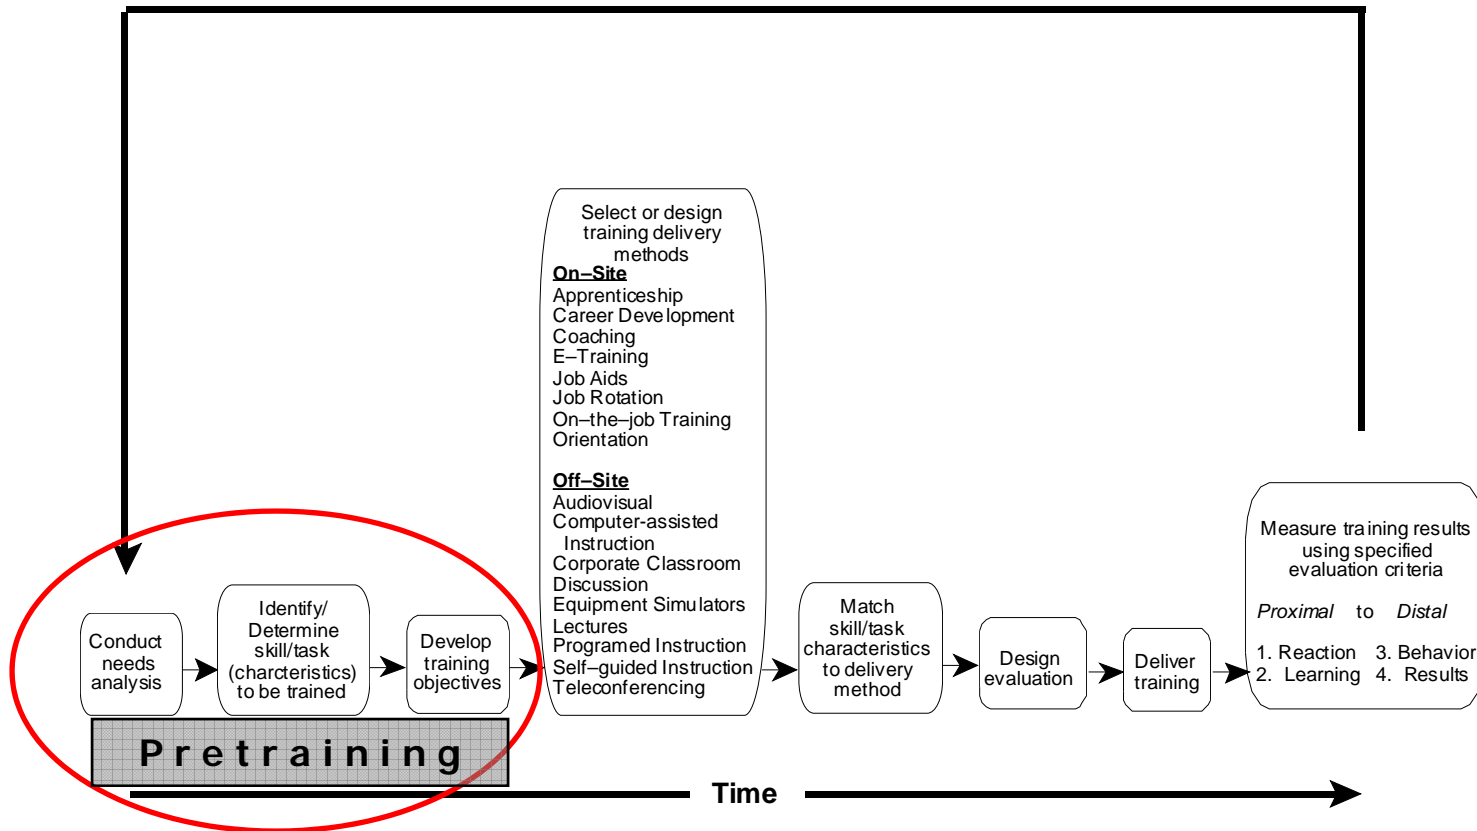 Select or design
training delivery
methods
On–Site
Apprenticeship
Career Development
Coaching
E–Training
Job Aids
Job Rotation
On–the–job Training
Orientation
Off–Site
Audiovisual
Computer-assisted
Instruction
Corporate Classroom
Discussion
Equipment Simulators
Lectures
Programed Instruction
Self–guided Instruction
Teleconferencing
Conduct
needs
analysis
Identify/
Determine
skill/task
(charcteristics)
to be trained
Develop
training
objectives
Match
skill/task
characteristics
to delivery
method
Design
evaluation
Deliver
training
Measure training results
using specified
evaluation criteria
Proximal to Distal
1. Reaction 3. Behavior
2. Learning 4. Results
Pretraining
Time